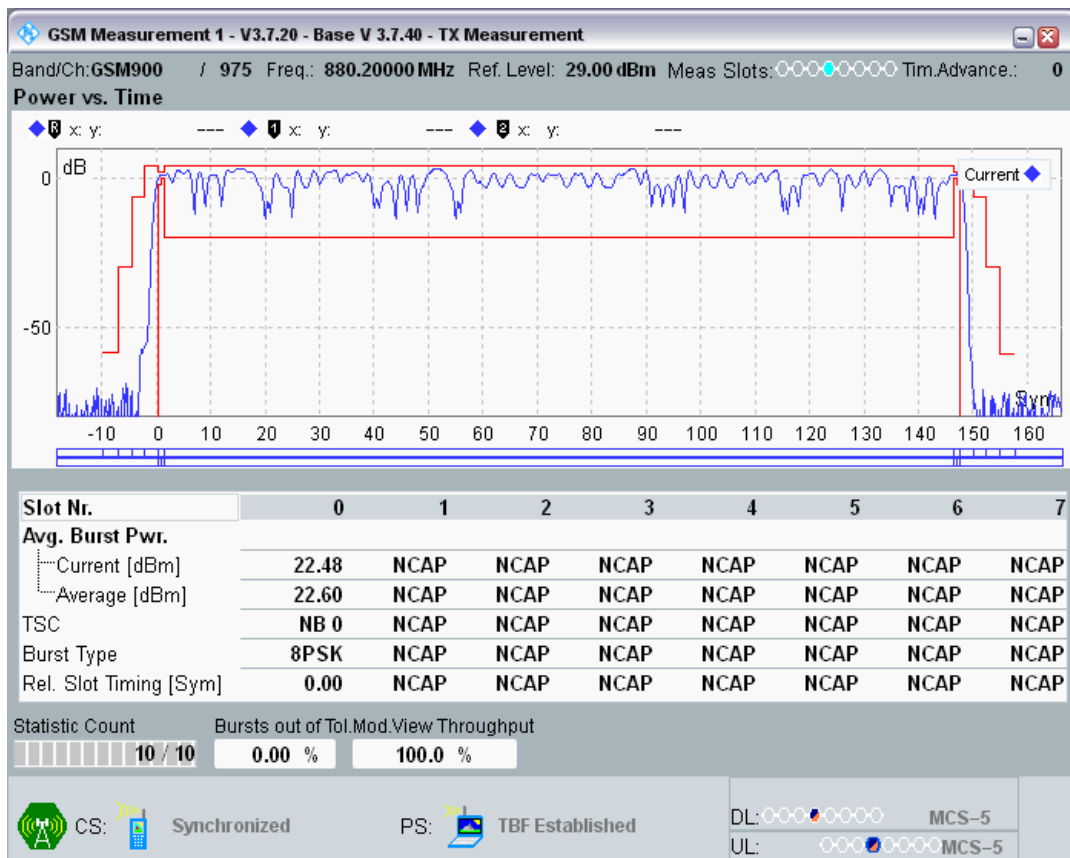 GSM Measurement 1 - V3.7.20 - Base V 3.7.40 - TX Measurement
Band/Ch:GSM900 / 975 Freq.: 880.20000 MHz Ref. Level: 29.00 dBm Meas Slots: Tim.Advance.: 0
Power vs. Time
R x: y: --- 1 x: y: --- 2 x: y: ---
dB
Current
0
-50
Sym
-10 0 10 20 30 40 50 60 70 80 90 100 110 120 130 140 150 160
Slot Nr. 0 1 2 3 4 5 6 7
Avg. Burst Pwr.
Current [dBm] 22.48 NCAP NCAP NCAP NCAP NCAP NCAP NCAP
Average [dBm] 22.60 NCAP NCAP NCAP NCAP NCAP NCAP NCAP
TSC NB 0 NCAP NCAP NCAP NCAP NCAP NCAP NCAP
Burst Type 8PSK NCAP NCAP NCAP NCAP NCAP NCAP NCAP
Rel. Slot Timing [Sym] 0.00 NCAP NCAP NCAP NCAP NCAP NCAP NCAP
Statistic Count Bursts out of Tol.Mod.View Throughput
10 / 10 0.00 % 100.0 %
CS: Synchronized PS: TBF Established
DL: MCS-5
UL: MCS-5